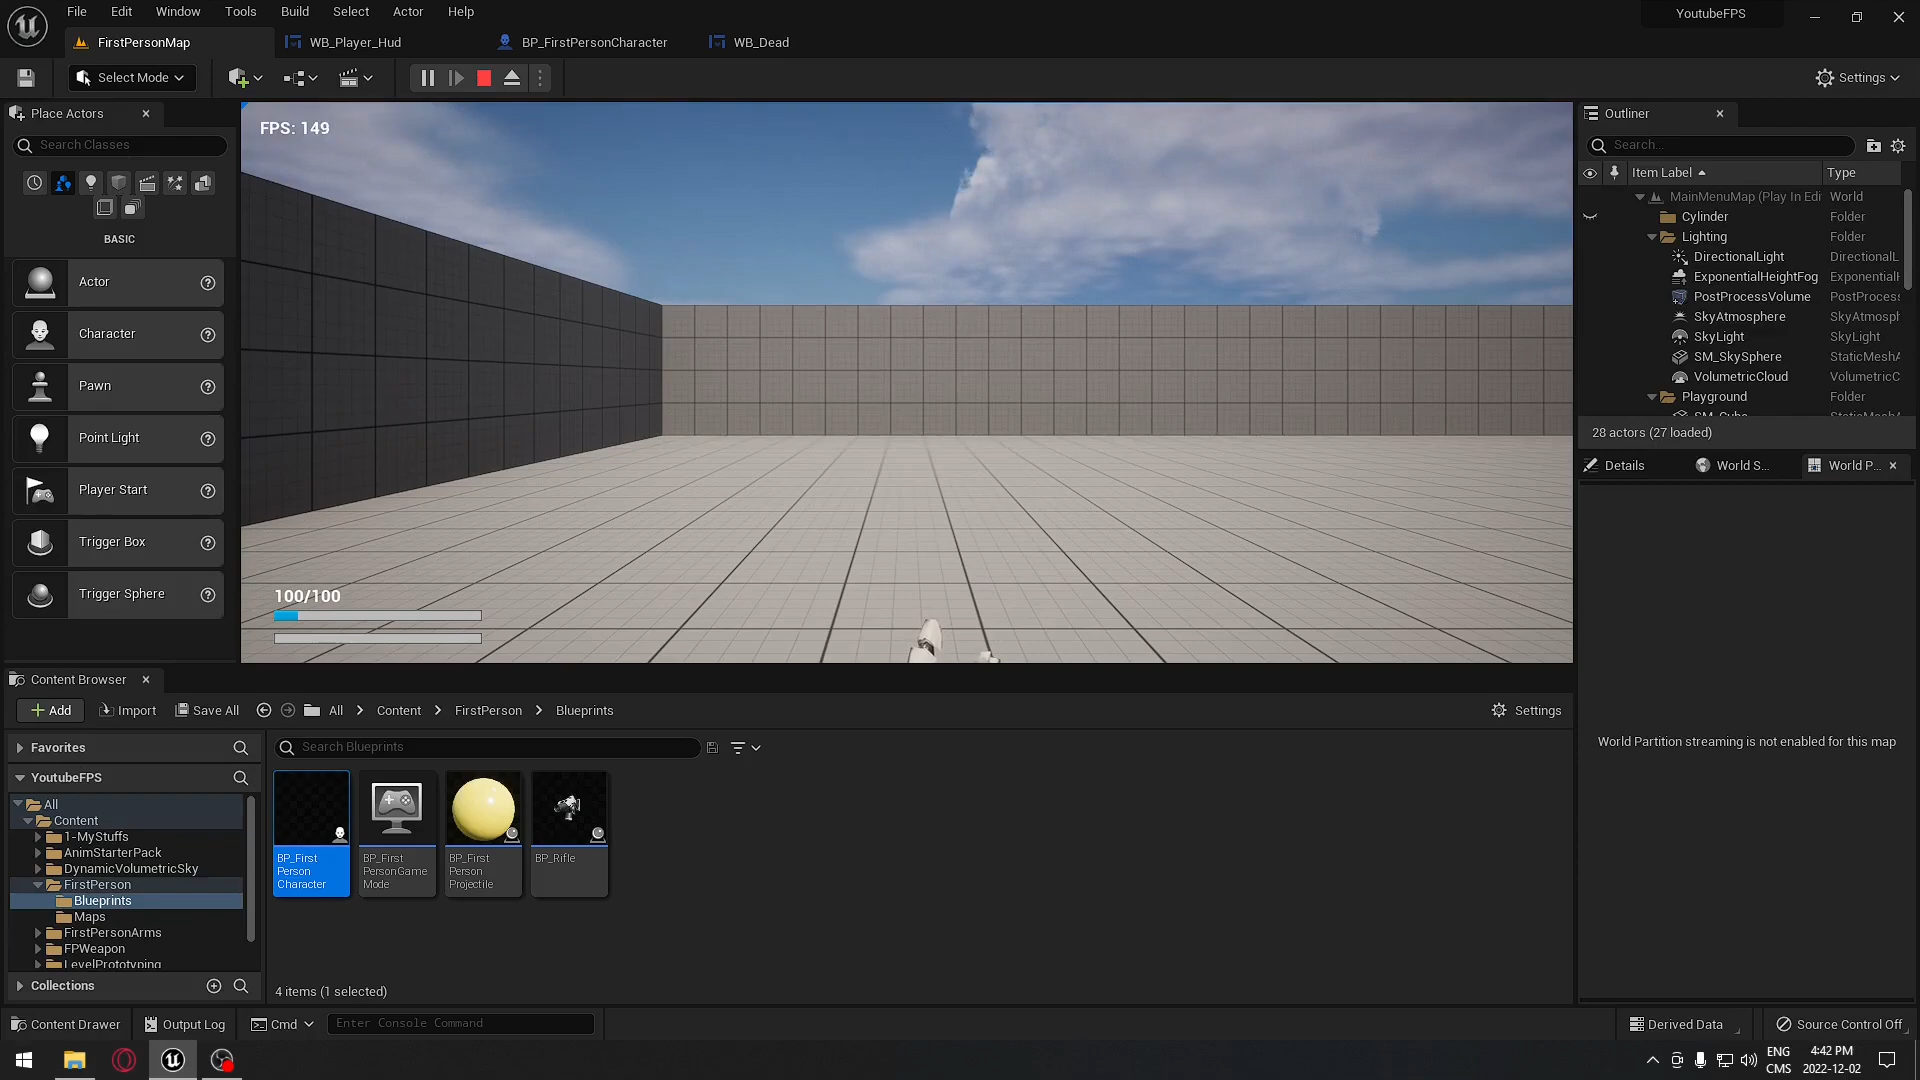 File Edit Window Tools Build Select Actor Help
YoutubeFPS
FirstPersonMap
WB_Player_Hud
BP_FirstPersonCharacter
WB_Dead
Select Mode
Settings
Place Actors
Search Classes
BASIC
Actor
Character
Pawn
Point Light
Player Start
Trigger Box
Trigger Sphere
FPS: 149
100/100
Outliner
Search...
Item Label Type
MainMenuMap (Play In Edi World
Cylinder Folder
Lighting Folder
DirectionalLight DirectionalL
ExponentialHeightFog Exponential
PostProcessVolume PostProces
SkyAtmosphere SkyAtmosp
SkyLight SkyLight
SM_SkySphere StaticMesh
VolumetricCloud VolumetricC
Playground Folder
SM_Cube StaticMesh
28 actors (27 loaded)
Details
World S...
World P...
World Partition streaming is not enabled for this map
Content Browser
Add
Import
Save All
All
Content
FirstPerson
Blueprints
Settings
Favorites
YoutubeFPS
All
Content
1-MyStuffs
AnimStarterPack
DynamicVolumetricSky
FirstPerson
Blueprints
Maps
FirstPersonArms
FPWeapon
LevelPrototyping
Collections
Search Blueprints
BP_First
Person
Character
BP_First
PersonGame
Mode
BP_First
Person
Projectile
BP_Rifle
4 items (1 selected)
Content Drawer
Output Log
Cmd
Enter Console Command
Derived Data
Source Control Off
ENG
CMS
4:42 PM
2022-12-02